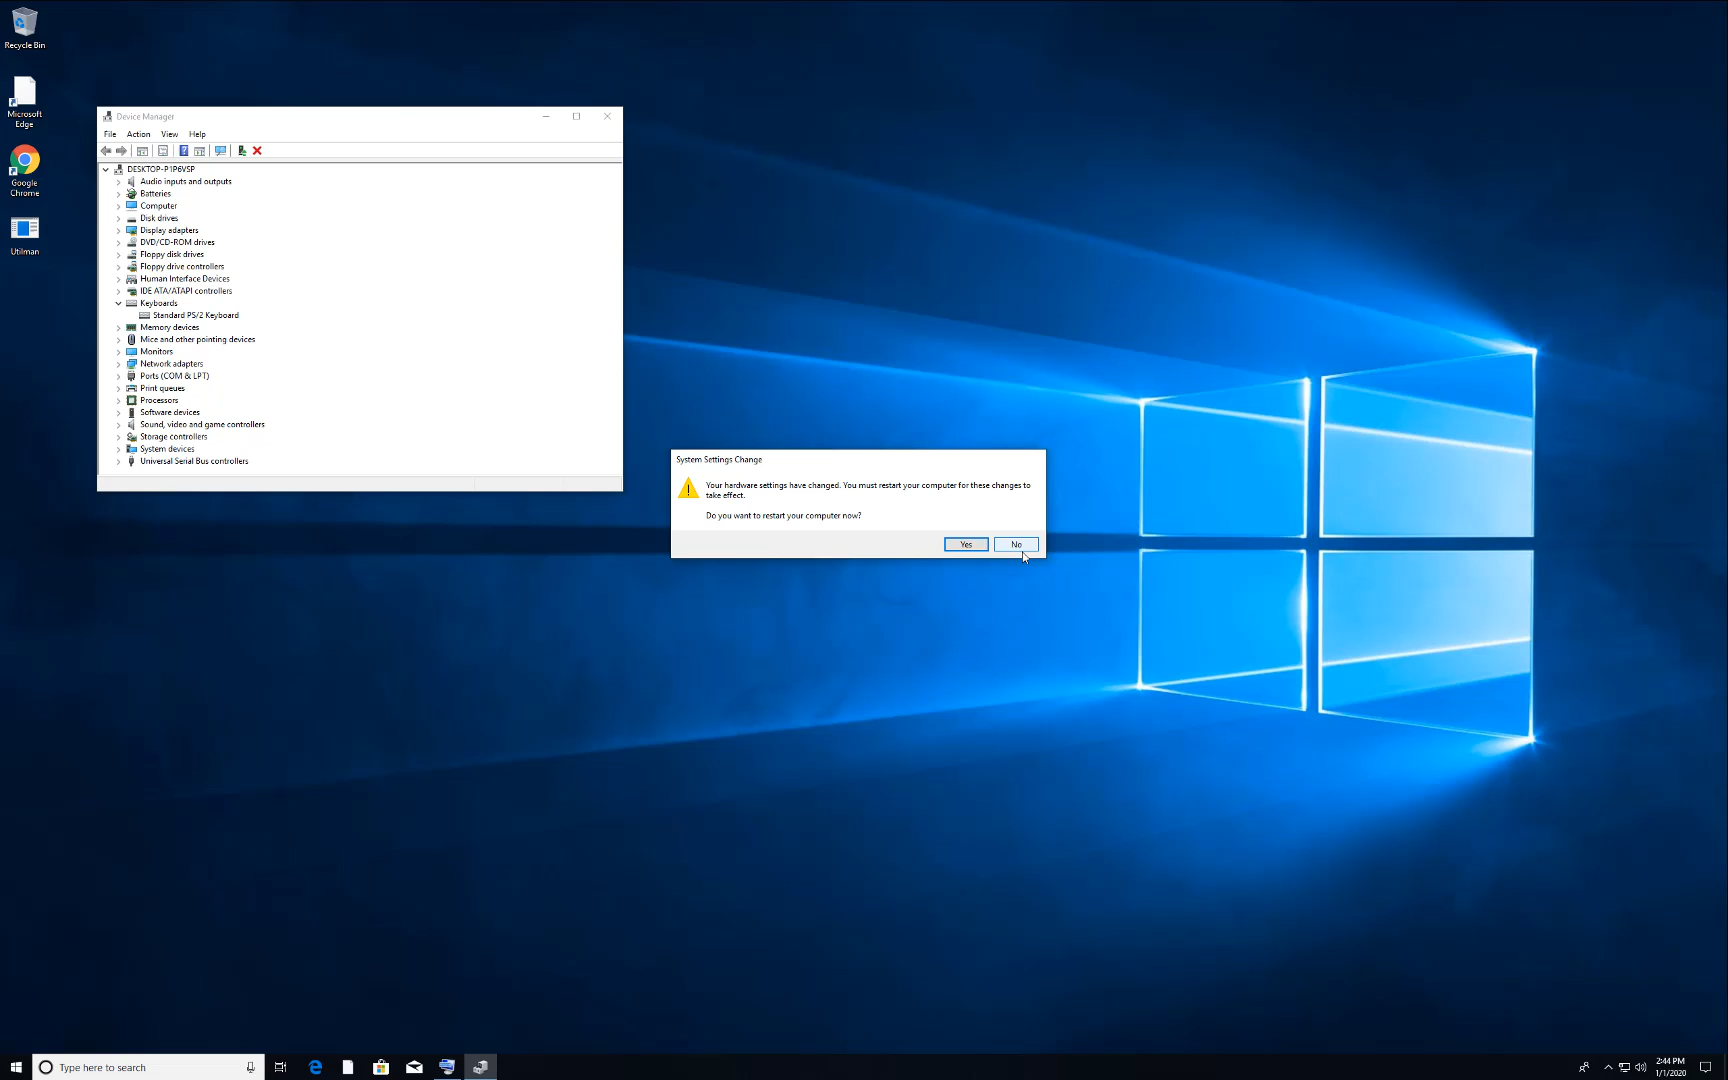 Recycle Bin
Microsoft
Edge
Google
Chrome
Utilman
Device Manager
File Action View Help
DESKTOP-P1P6VSP
Audio inputs and outputs
Batteries
Computer
Disk drives
Display adapters
DVD/CD-ROM drives
Floppy disk drives
Floppy drive controllers
Human Interface Devices
IDE ATA/ATAPI controllers
Keyboards
Standard PS/2 Keyboard
Memory devices
Mice and other pointing devices
Monitors
Network adapters
Ports (COM & LPT)
Print queues
Processors
Software devices
Sound, video and game controllers
Storage controllers
System devices
Universal Serial Bus controllers
System Settings Change
Your hardware settings have changed. You must restart your computer for these changes to
take effect.
Do you want to restart your computer now?
Yes No
Type here to search
2:44 PM
1/1/2020